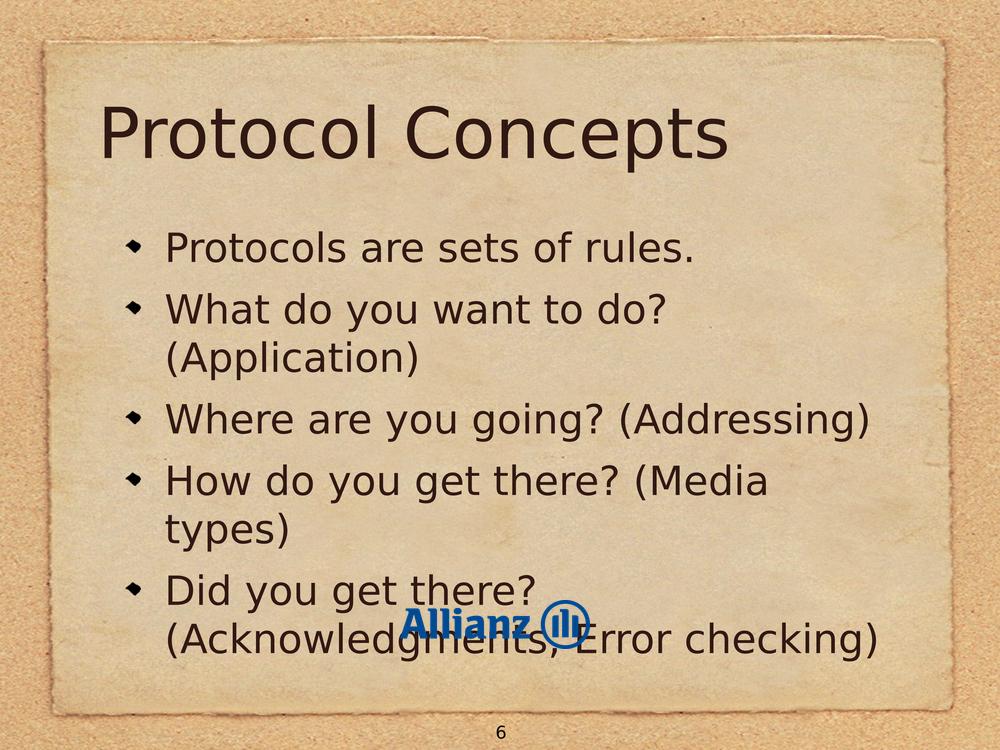 Protocol Concepts
Protocols are sets of rules.
What do you want to do?
(Application)
Where are you going? (Addressing)
How do you get there? (Media
types)
Did you get there?
Allianz
(Acknowledgments, Error checking)
6